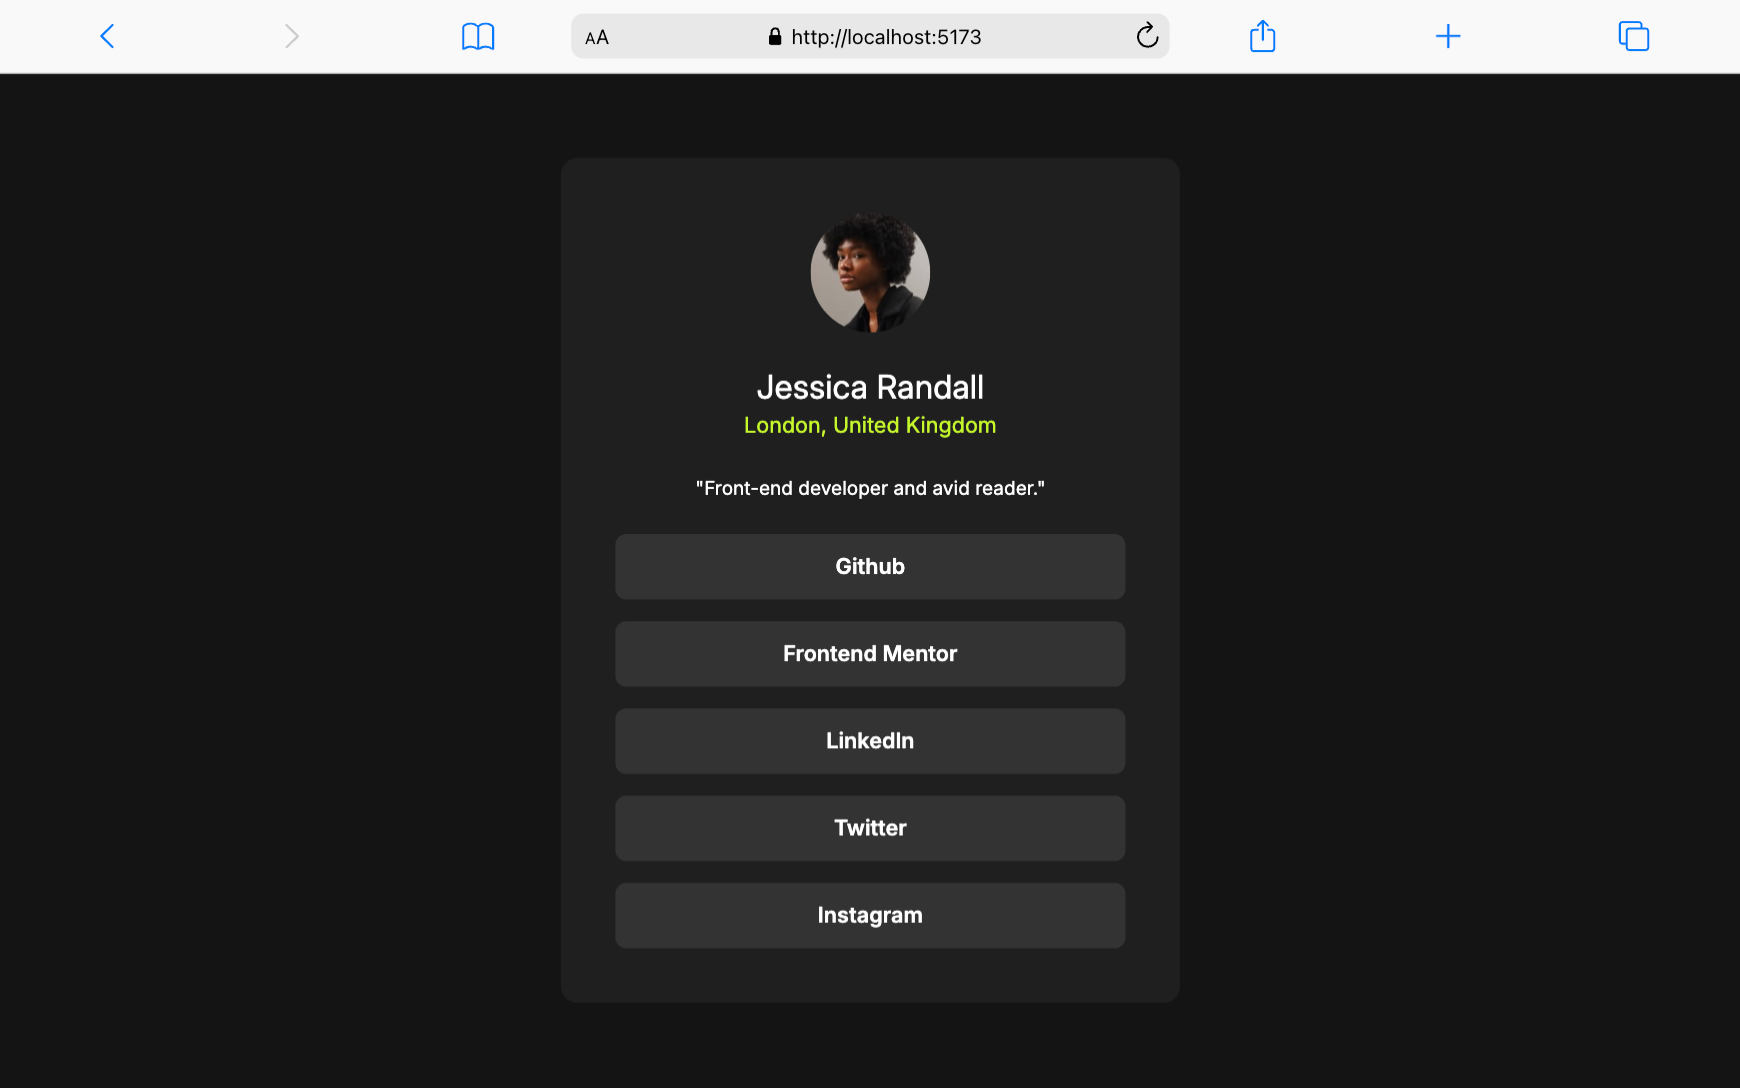 AA
http://localhost:5173
Jessica Randall
London, United Kingdom
"Front-end developer and avid reader."
Github
Frontend Mentor
LinkedIn
Twitter
Instagram